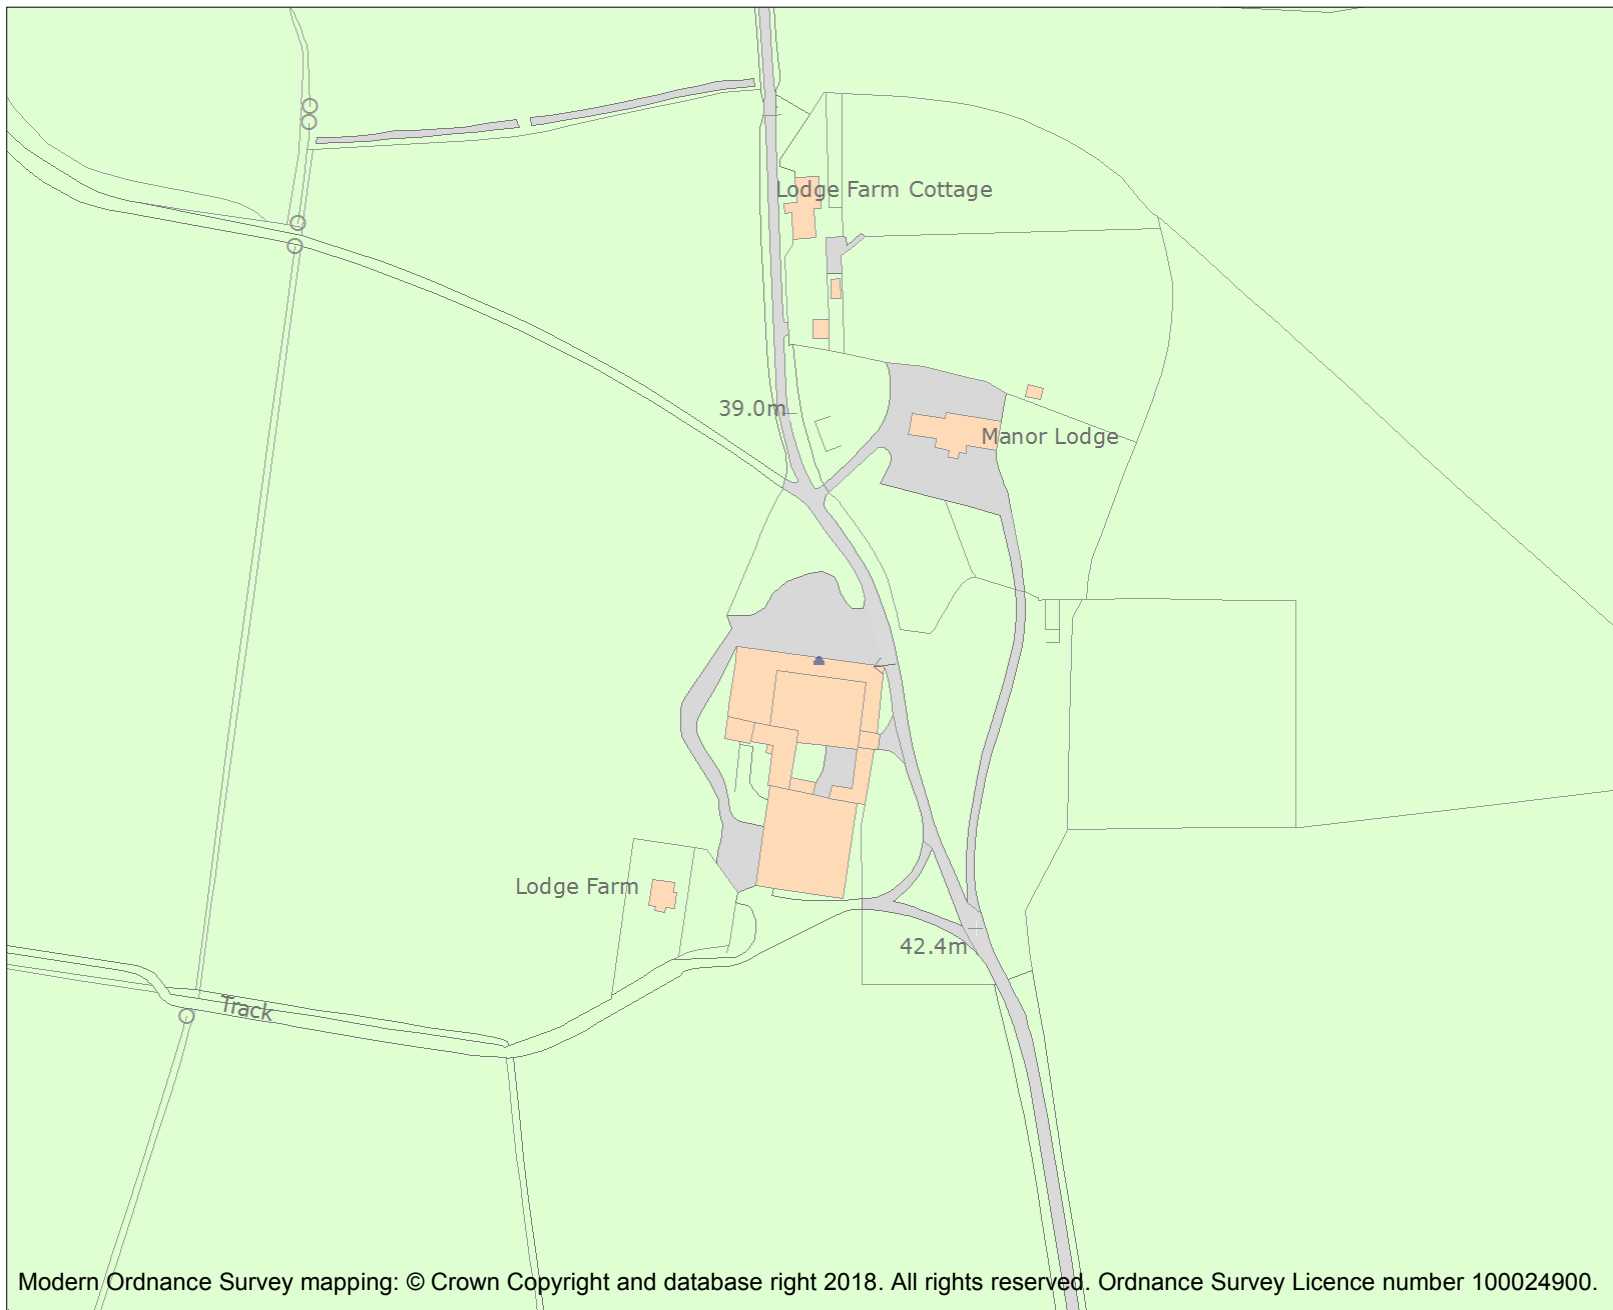 Lodge Farm Cottage
39.0m
Manor Lodge
Lodge Farm
42.4m
Track
Modern Ordnance Survey mapping: © Crown Copyright and database right 2018. All rights reserved. Ordnance Survey Licence number 100024900.